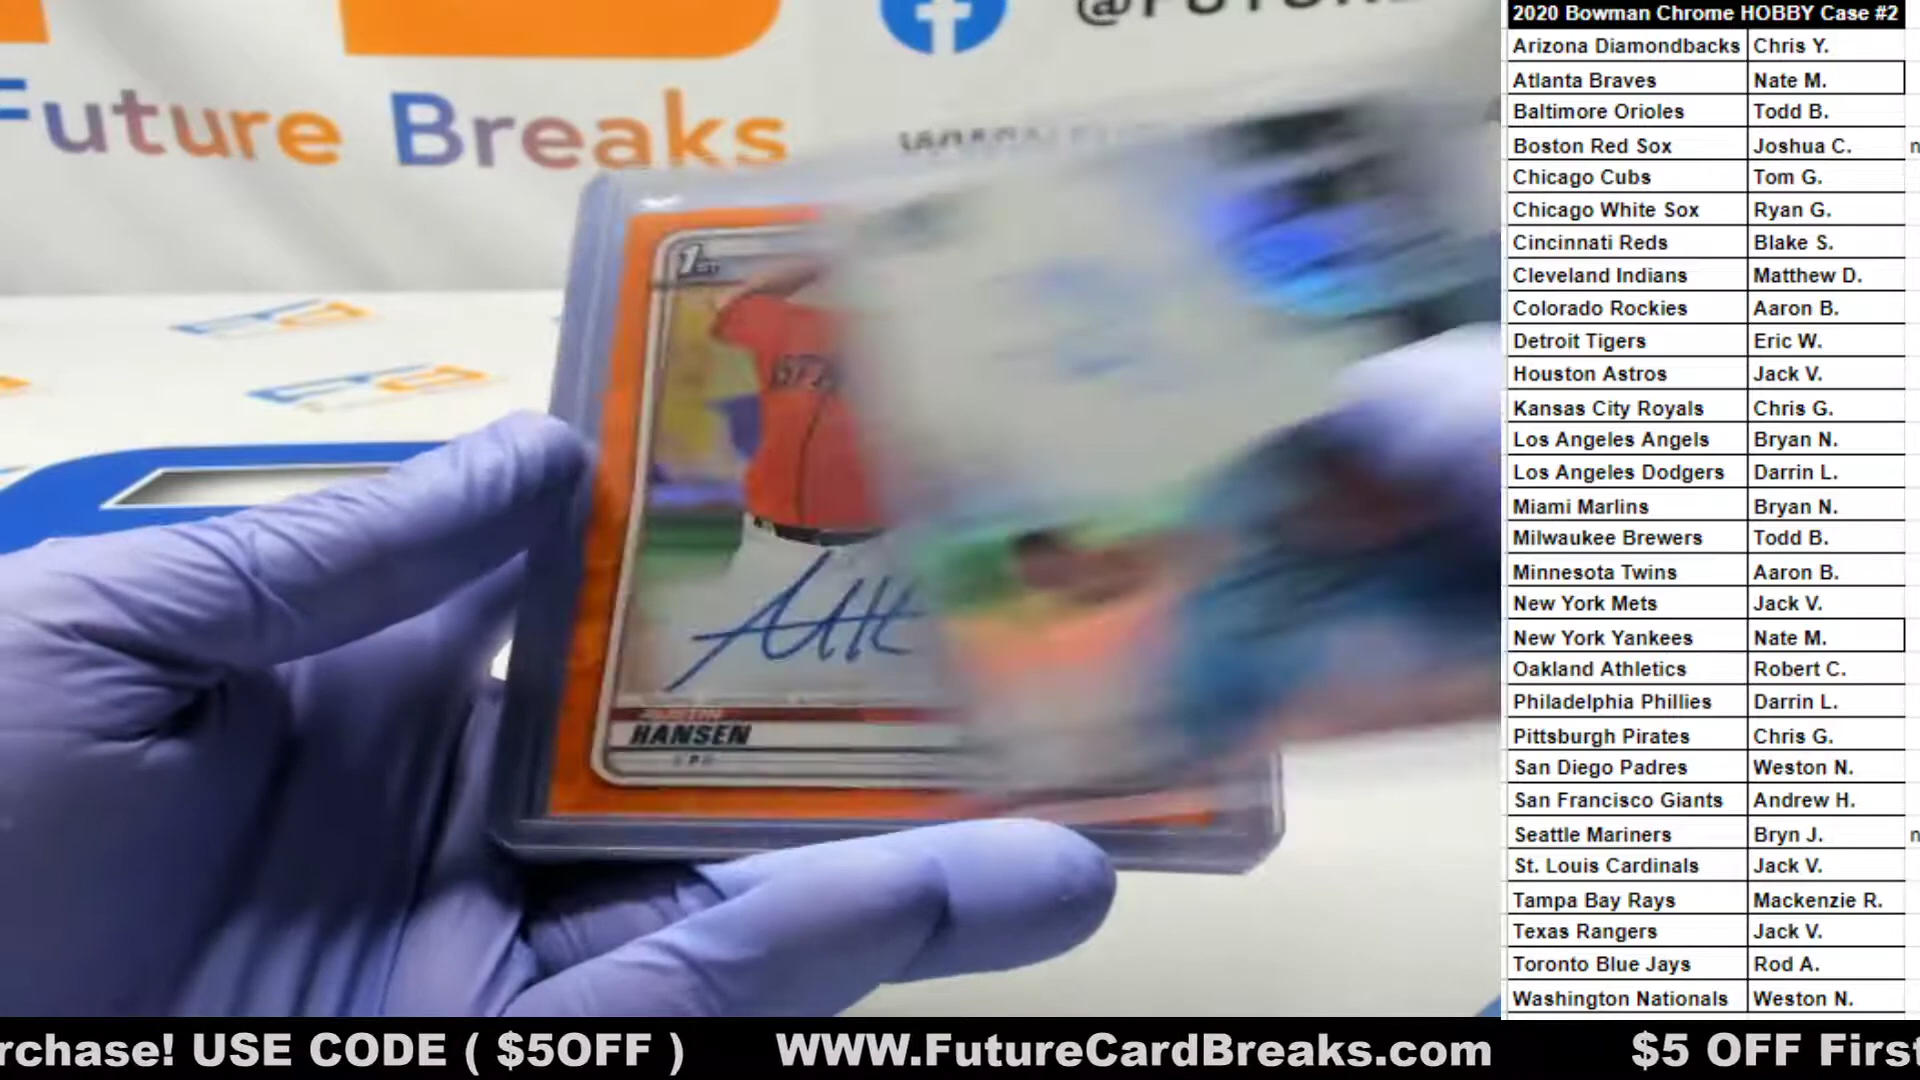 Future Breaks
1ST
HANSEN
2020 Bowman Chrome HOBBY Case #2
Arizona Diamondbacks Chris Y.
Atlanta Braves Nate M.
Baltimore Orioles Todd B.
Boston Red Sox Joshua C.
Chicago Cubs Tom G.
Chicago White Sox Ryan G.
Cincinnati Reds Blake S.
Cleveland Indians Matthew D.
Colorado Rockies Aaron B.
Detroit Tigers Eric W.
Houston Astros Jack V.
Kansas City Royals Chris G.
Los Angeles Angels Bryan N.
Los Angeles Dodgers Darrin L.
Miami Marlins Bryan N.
Milwaukee Brewers Todd B.
Minnesota Twins Aaron B.
New York Mets Jack V.
New York Yankees Nate M.
Oakland Athletics Robert C.
Philadelphia Phillies Darrin L.
Pittsburgh Pirates Chris G.
San Diego Padres Weston N.
San Francisco Giants Andrew H.
Seattle Mariners Bryn J.
St. Louis Cardinals Jack V.
Tampa Bay Rays Mackenzie R.
Texas Rangers Jack V.
Toronto Blue Jays Rod A.
Washington Nationals Weston N.
rchase! USE CODE ( $5OFF ) WWW.FutureCardBreaks.com $5 OFF First